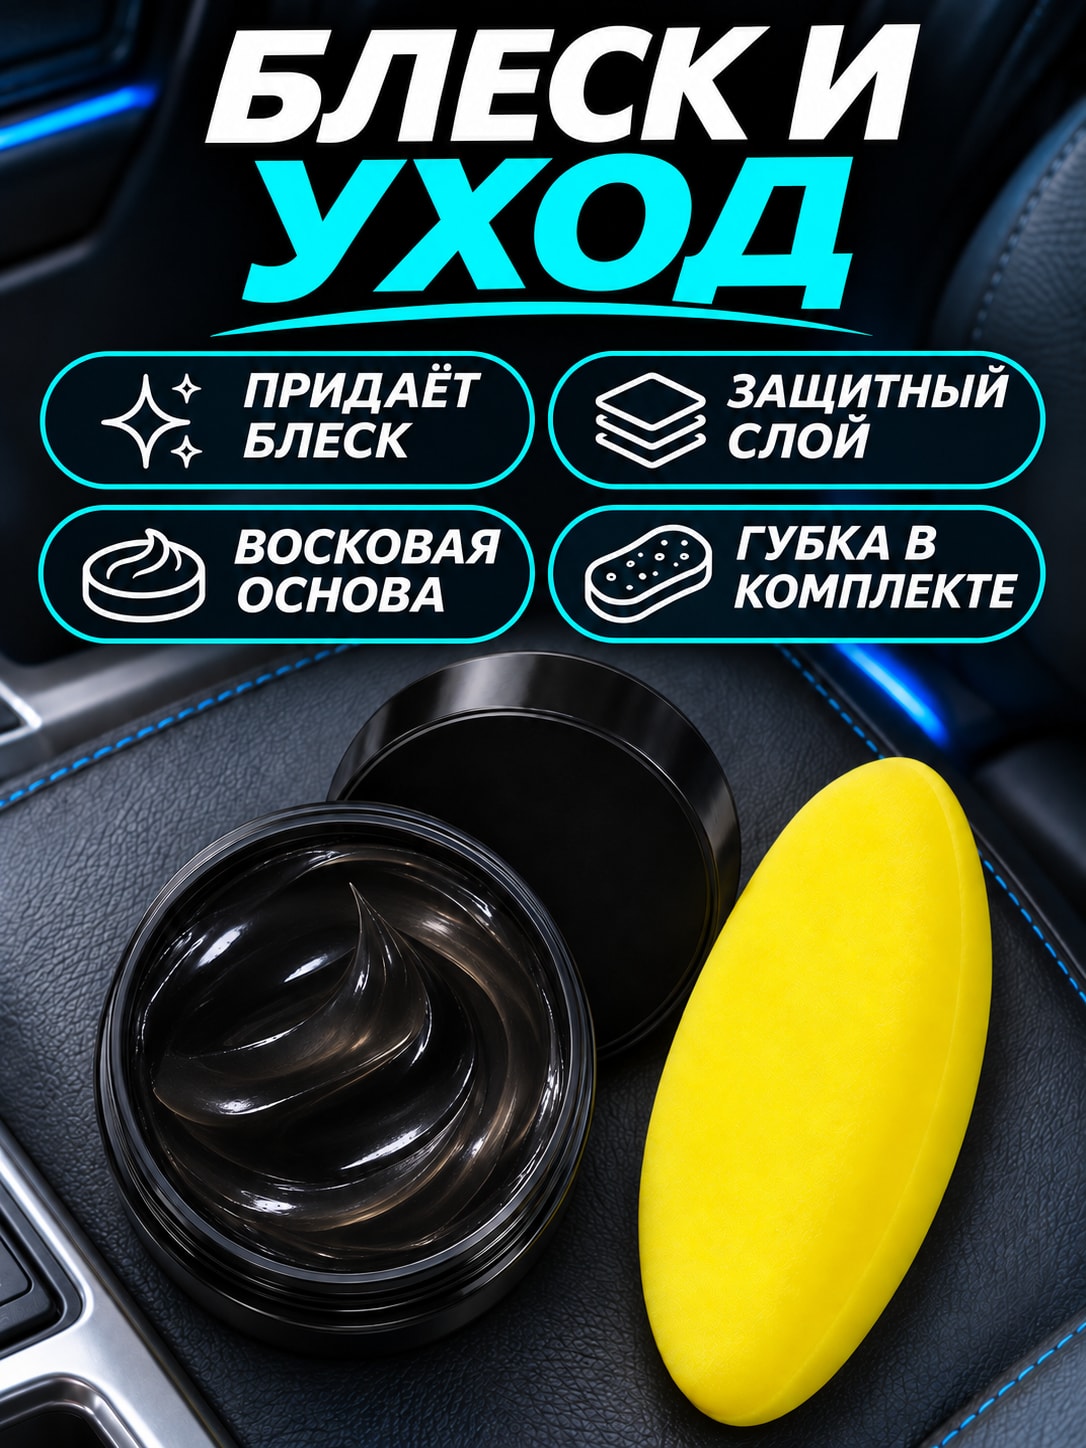 БЛЕСК И
УХОД
ПРИДАЁТ
БЛЕСК
ЗАЩИТНЫЙ
СЛОЙ
ВОСКОВАЯ
ОСНОВА
ГУБКА В
КОМПЛЕКТЕ